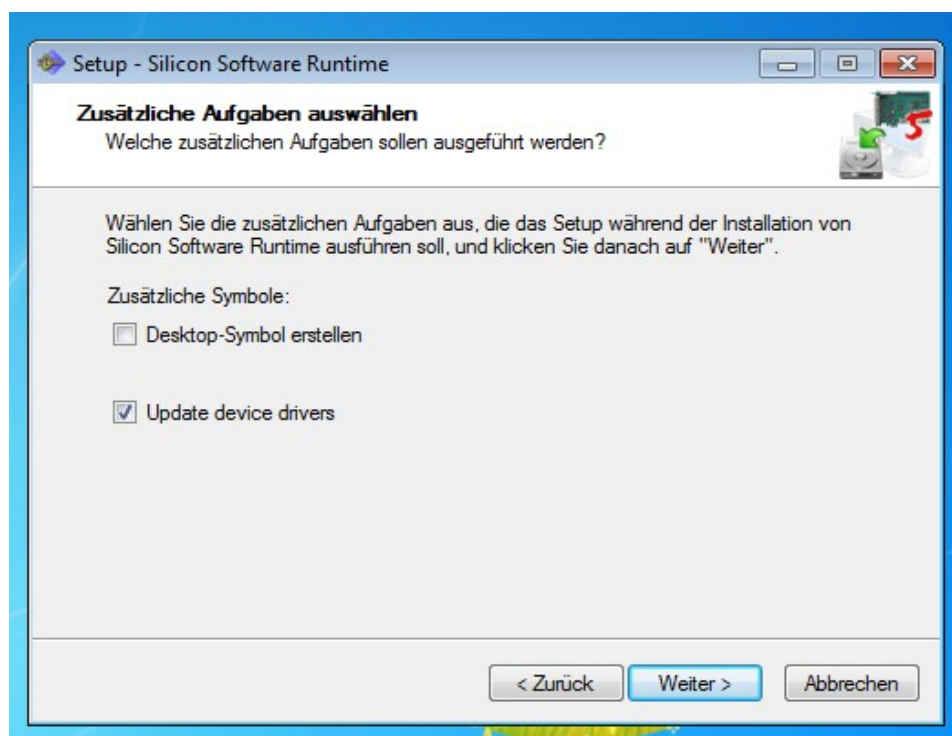 Setup - Silicon Software Runtime
Zusätzliche Aufgaben auswählen
Welche zusätzlichen Aufgaben sollen ausgeführt werden?
5
Wählen Sie die zusätzlichen Aufgaben aus, die das Setup während der Installation von
Silicon Software Runtime ausführen soll, und klicken Sie danach auf "Weiter".
Zusätzliche Symbole:
Desktop-Symbol erstellen
Update device drivers
< Zurück
Weiter >
Abbrechen